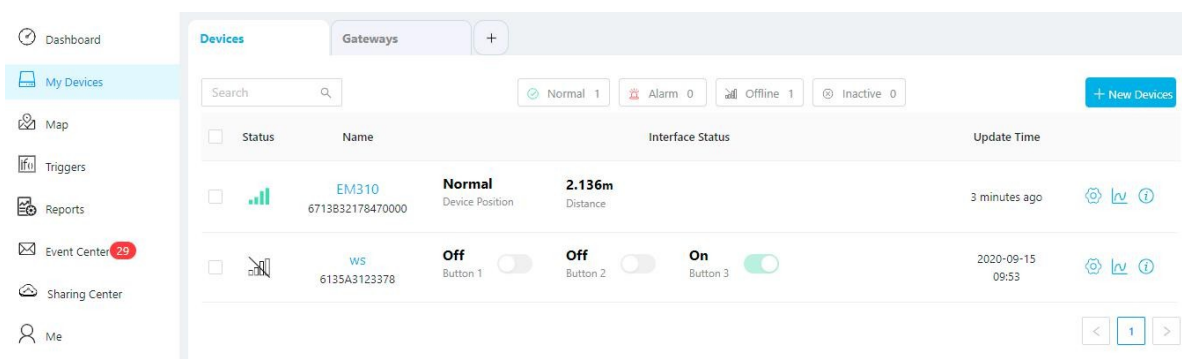 Dashboard
My Devices
Map
Triggers
Reports
Event Center 29
Sharing Center
Me
Devices Gateways +
Search Normal 1 Alarm 0 Offline 1 Inactive 0 + New Devices
Status Name Interface Status Update Time
EM310 Normal 2.136m
6713B32178470000 Device Position Distance 3 minutes ago
ws Off Off On 2020-09-15
6135A3123378 Button 1 Button 2 Button 3 09:53
< 1 >